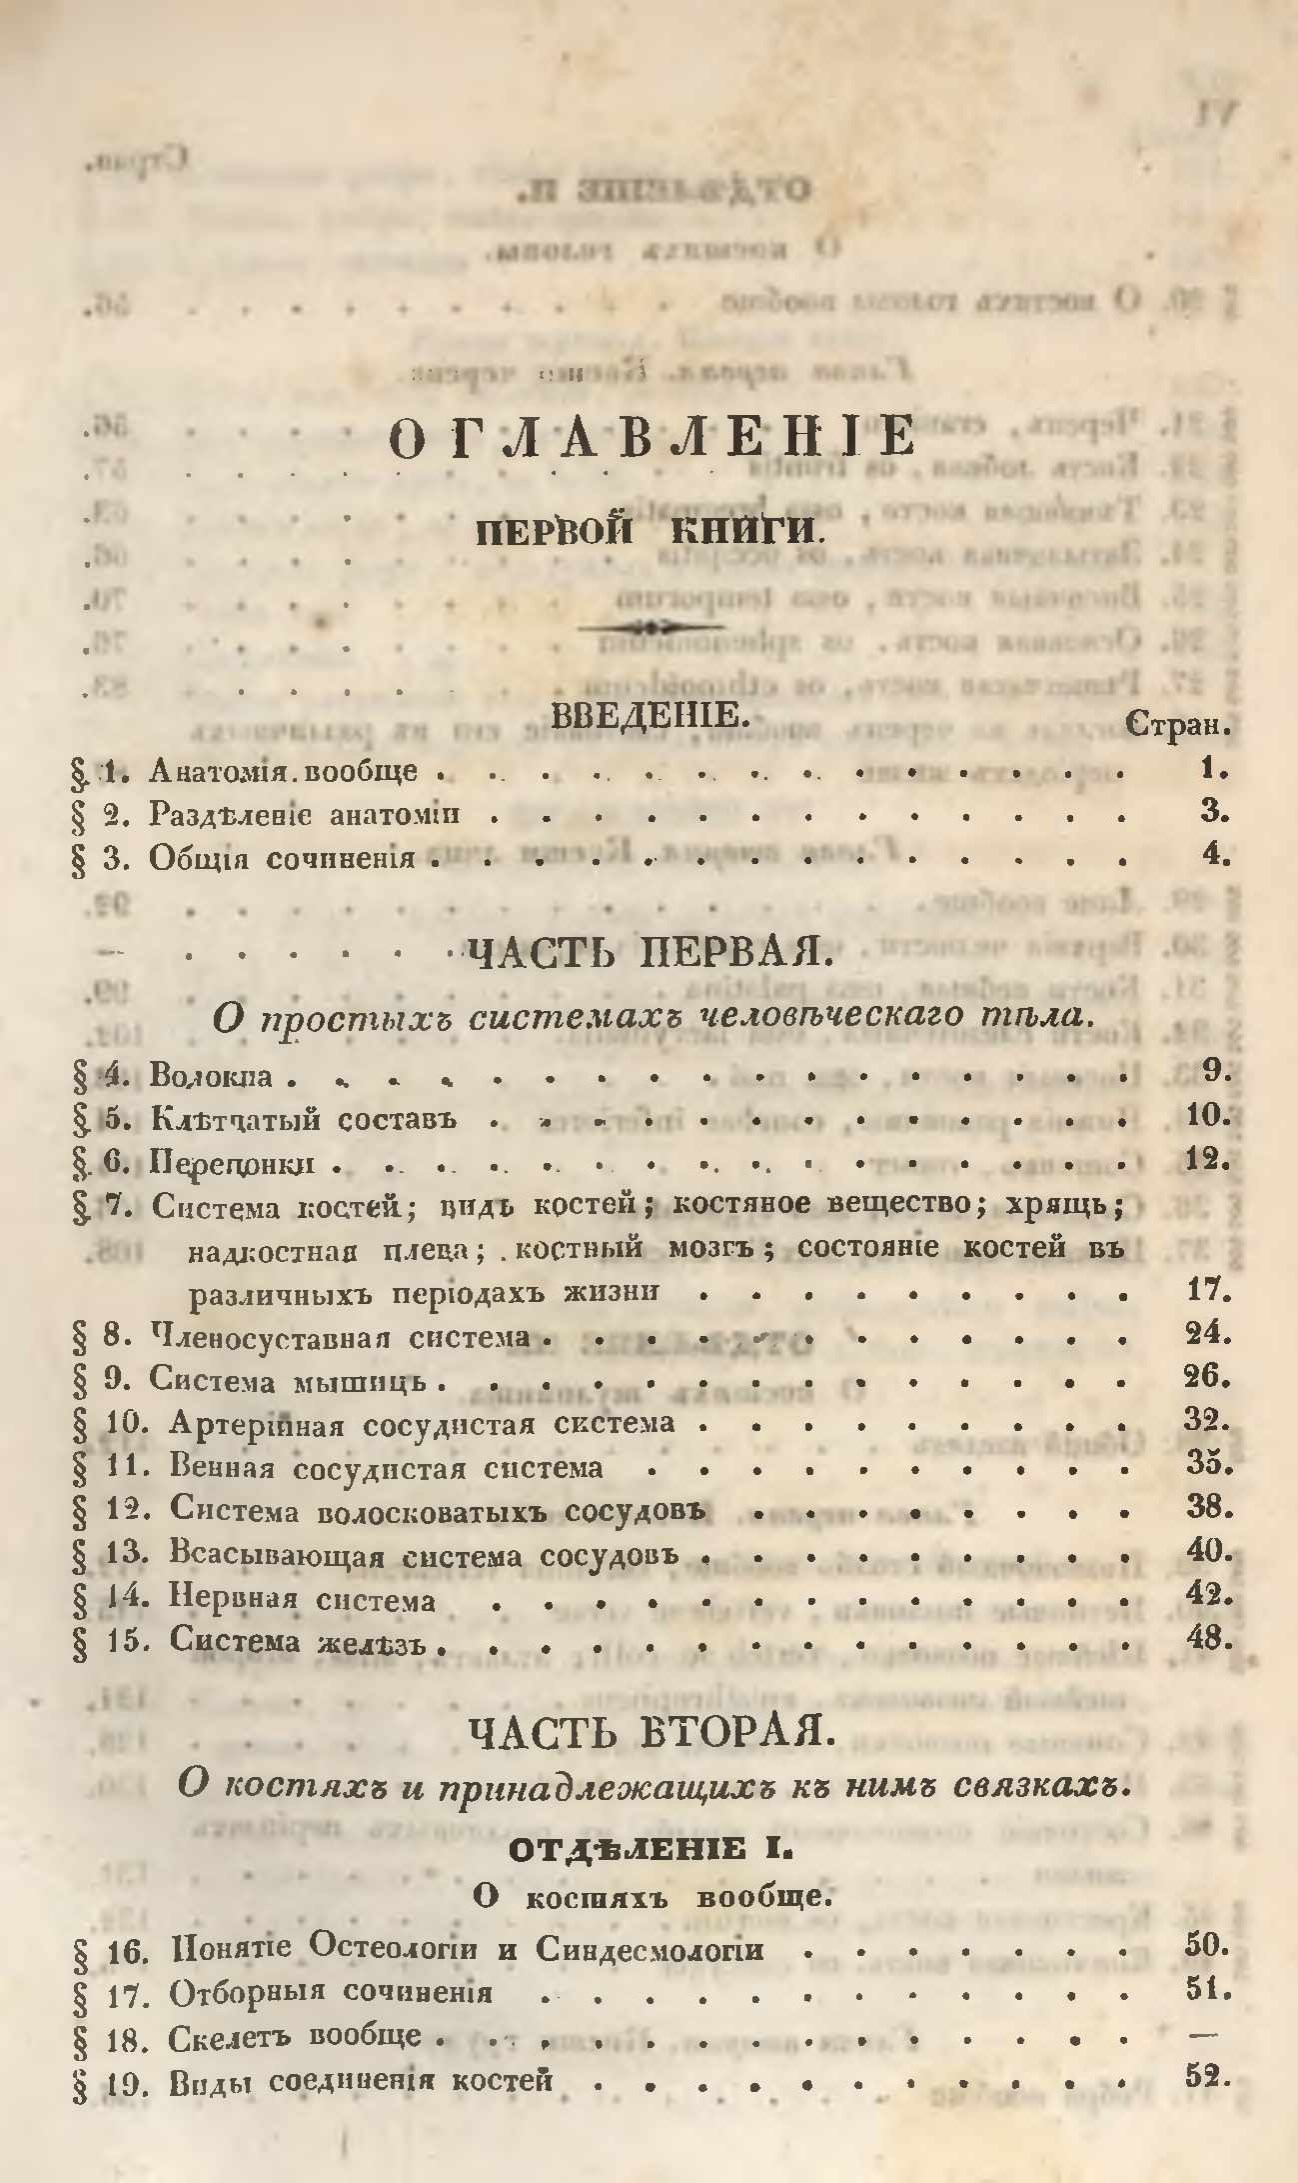 ОГЛАВЛЕНІЕ
ПЕРВОЙ КНИГИ.
ВВЕДЕНІЕ.
Стран.
§ 1. Анатомія вообще . . . . . . . . . . . . . . 1.
§ 2. Раздѣленіе анатоміи . . . . . . . . . . . . . 3.
§ 3. Общія сочиненія . . . . . . . . . . . . . . 4.
ЧАСТЬ ПЕРВАЯ.
О простыхъ системахъ человѣческаго тѣла.
§ 4. Волокна . . . . . . . . . . . . . . . . . 9.
§ 5. Клѣтчатый составъ . . . . . . . . . . . . . 10.
§ 6. Перепонки . . . . . . . . . . . . . . . . 12.
§ 7. Система костей; видъ костей; костяное вещество; хрящь;
надкостная плева; костный мозгъ; состояніе костей въ
различныхъ періодахъ жизни . . . . . . . . . 17.
§ 8. Членосуставная система . . . . . . . . . . . . 24.
§ 9. Система мышицъ . . . . . . . . . . . . . . 26.
§ 10. Артерійная сосудистая система . . . . . . . . . 32.
§ 11. Венная сосудистая система . . . . . . . . . . 35.
§ 12. Система волосковатыхъ сосудовъ . . . . . . . . 38.
§ 13. Всасывающая система сосудовъ . . . . . . . . . 40.
§ 14. Нервная система . . . . . . . . . . . . . 42.
§ 15. Система желѣзъ . . . . . . . . . . . . . . 48.
ЧАСТЬ ВТОРАЯ.
О костяхъ и принадлежащихъ къ нимъ связкахъ.
ОТДѢЛЕНІЕ I.
О костяхъ вообще.
§ 16. Понятіе Остеологіи и Синдесмологіи . . . . . . . 50.
§ 17. Отборныя сочиненія . . . . . . . . . . . . 51.
§ 18. Скелетъ вообще . . . . . . . . . . . . . . —
§ 19. Виды соединенія костей . . . . . . . . . . . 52.